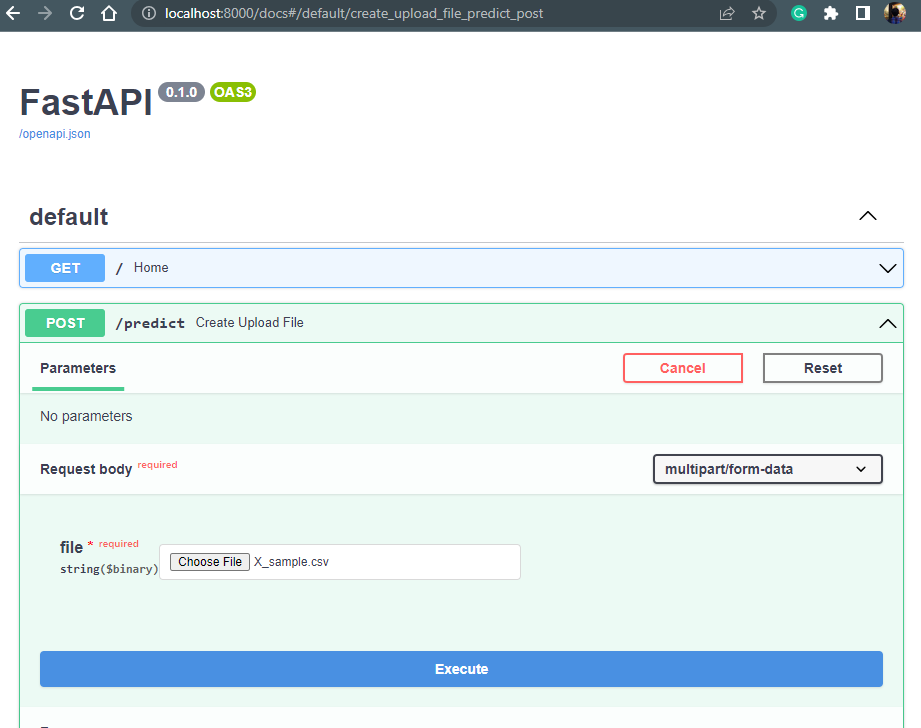 localhost:8000/docs#/default/create_upload_file_predict_post
FastAPI 0.1.0 OAS3
/openapi.json
default
GET / Home
POST /predict Create Upload File
Parameters Cancel Reset
No parameters
Request body required multipart/form-data
file * required
string($binary) Choose File X_sample.csv
Execute